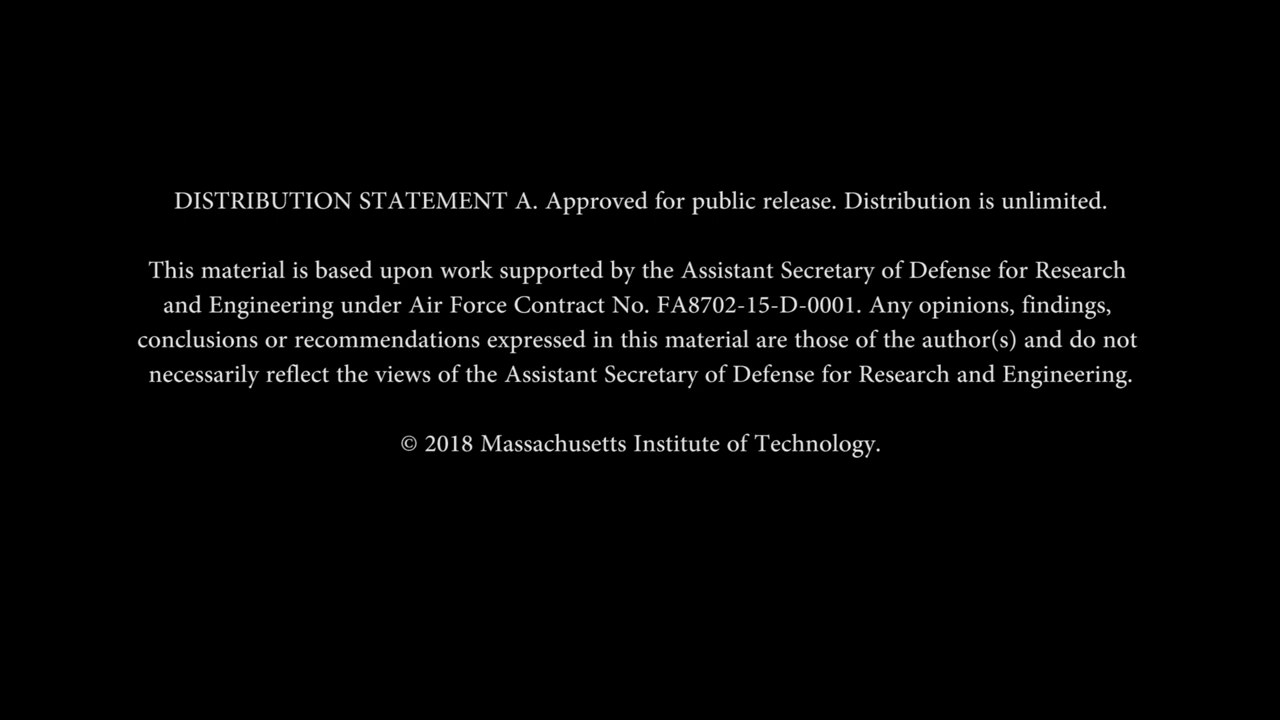 DISTRIBUTION STATEMENT A. Approved for public release. Distribution is unlimited.
This material is based upon work supported by the Assistant Secretary of Defense for Research
and Engineering under Air Force Contract No. FA8702-15-D-0001. Any opinions, findings,
conclusions or recommendations expressed in this material are those of the author(s) and do not
necessarily reflect the views of the Assistant Secretary of Defense for Research and Engineering.
© 2018 Massachusetts Institute of Technology.